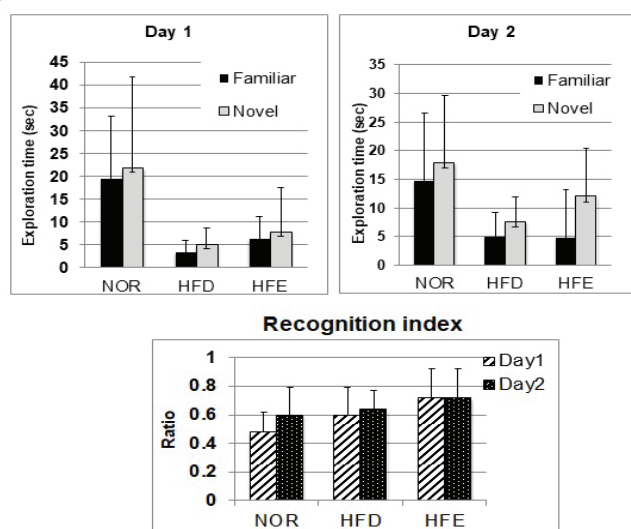 Day 1
45
40
35
30
25
20
15
10
5
0
Exploration time (sec)
Familiar
Novel
NOR HFD HFE
Day 2
35
30
25
20
15
10
5
0
Exploration time (sec)
Familiar
Novel
NOR HFD HFE
Recognition index
1
0.8
0.6
0.4
0.2
0
Ratio
Day1
Day2
NOR HFD HFE